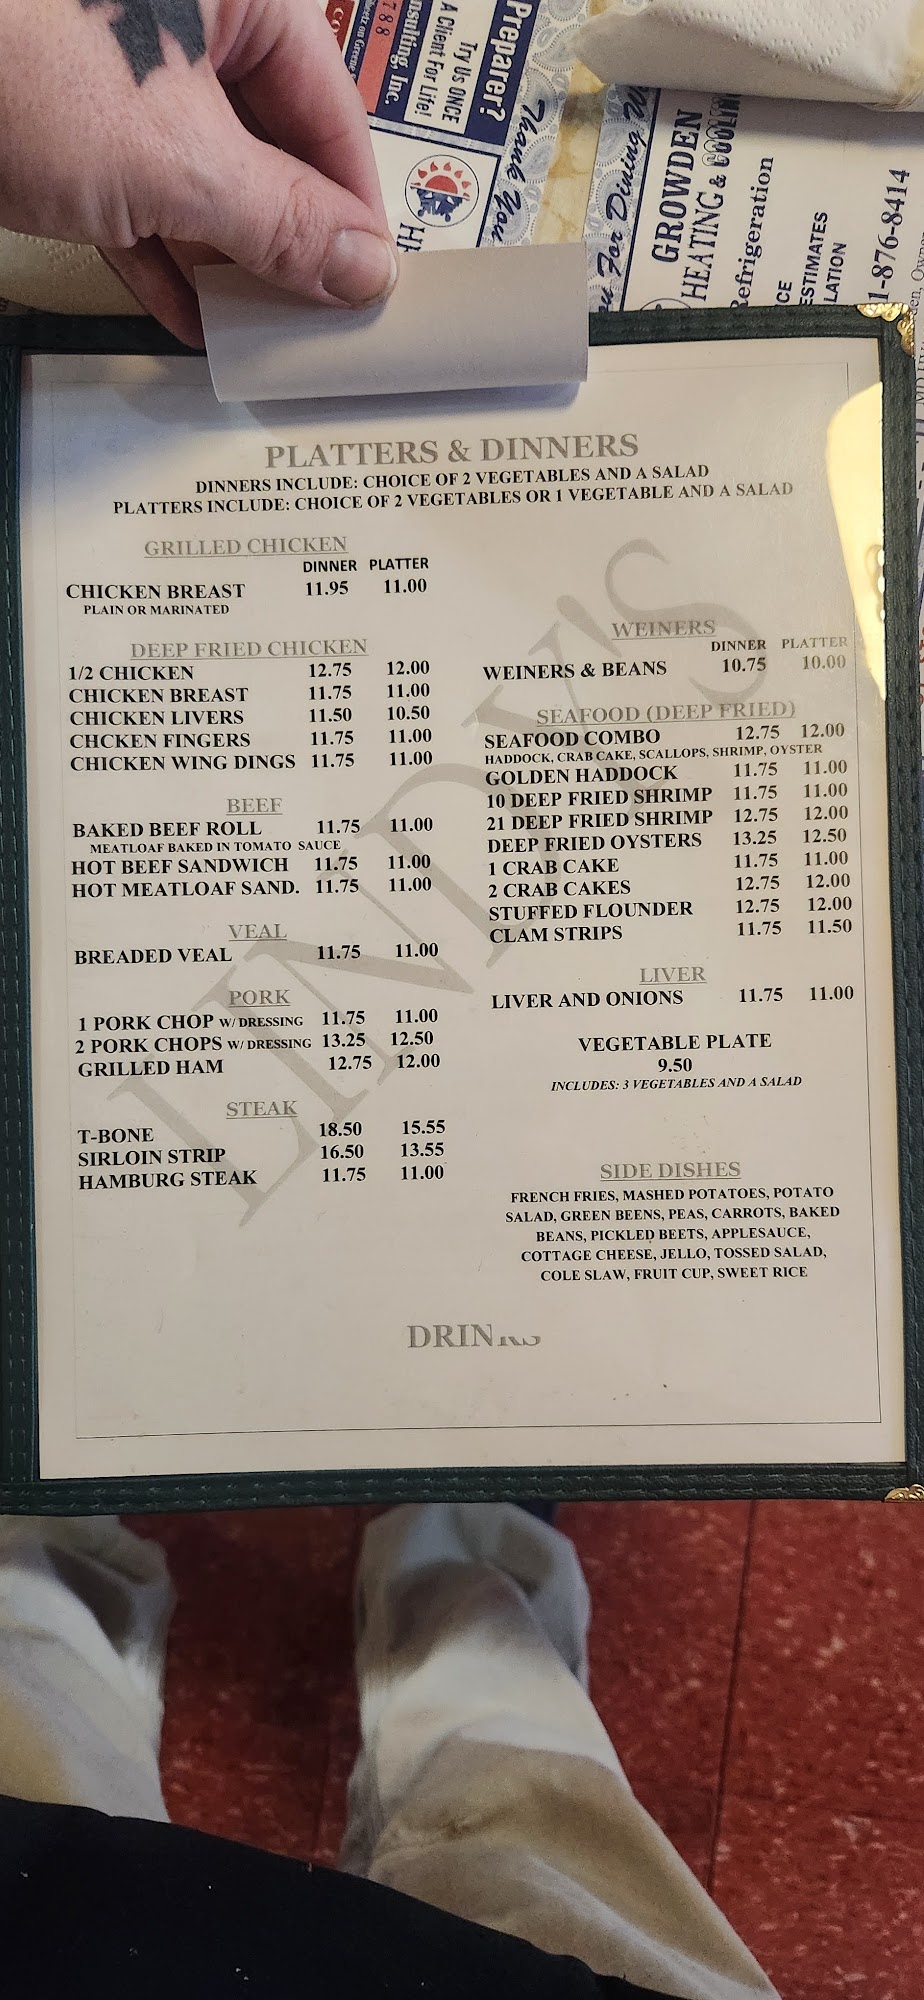 Preparer?
Try Us ONCE
A Client For Life!
nsulting, Inc.
788
Thank You
For Dining
GROWDEN
HEATING &
Refrigeration
ESTIMATES
LATION
1-876-8414
PLATTERS & DINNERS
DINNERS INCLUDE: CHOICE OF 2 VEGETABLES AND A SALAD
PLATTERS INCLUDE: CHOICE OF 2 VEGETABLES OR 1 VEGETABLE AND A SALAD
GRILLED CHICKEN
DINNER PLATTER
CHICKEN BREAST 11.95 11.00
PLAIN OR MARINATED
DEEP FRIED CHICKEN
1/2 CHICKEN 12.75 12.00
CHICKEN BREAST 11.75 11.00
CHICKEN LIVERS 11.50 10.50
CHCKEN FINGERS 11.75 11.00
CHICKEN WING DINGS 11.75 11.00
BEEF
BAKED BEEF ROLL 11.75 11.00
MEATLOAF BAKED IN TOMATO SAUCE
HOT BEEF SANDWICH 11.75 11.00
HOT MEATLOAF SAND. 11.75 11.00
VEAL
BREADED VEAL 11.75 11.00
PORK
1 PORK CHOP W/ DRESSING 11.75 11.00
2 PORK CHOPS W/ DRESSING 13.25 12.50
GRILLED HAM 12.75 12.00
STEAK
T-BONE 18.50 15.55
SIRLOIN STRIP 16.50 13.55
HAMBURG STEAK 11.75 11.00
WEINERS
DINNER PLATTER
WEINERS & BEANS 10.75 10.00
SEAFOOD (DEEP FRIED)
SEAFOOD COMBO 12.75 12.00
HADDOCK, CRAB CAKE, SCALLOPS, SHRIMP, OYSTER
GOLDEN HADDOCK 11.75 11.00
10 DEEP FRIED SHRIMP 11.75 11.00
21 DEEP FRIED SHRIMP 12.75 12.00
DEEP FRIED OYSTERS 13.25 12.50
1 CRAB CAKE 11.75 11.00
2 CRAB CAKES 12.75 12.00
STUFFED FLOUNDER 12.75 12.00
CLAM STRIPS 11.75 11.50
LIVER
LIVER AND ONIONS 11.75 11.00
VEGETABLE PLATE
9.50
INCLUDES: 3 VEGETABLES AND A SALAD
SIDE DISHES
FRENCH FRIES, MASHED POTATOES, POTATO
SALAD, GREEN BEENS, PEAS, CARROTS, BAKED
BEANS, PICKLED BEETS, APPLESAUCE,
COTTAGE CHEESE, JELLO, TOSSED SALAD,
COLE SLAW, FRUIT CUP, SWEET RICE
DRINKS
LINDY'S